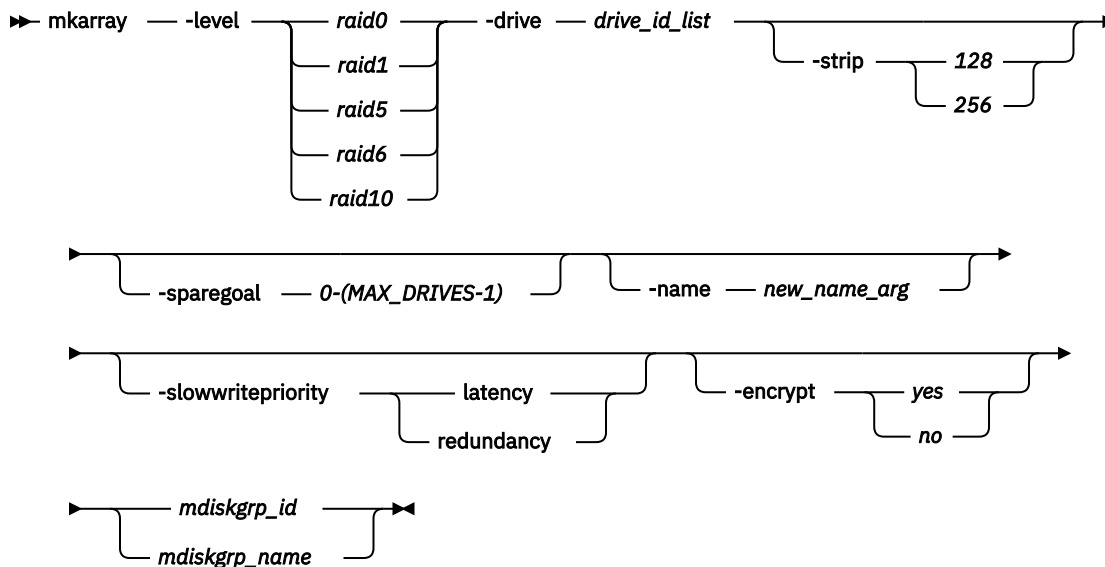 mkarray -level raid0 -drive drive_id_list
raid1 -strip 128
raid5 256
raid6
raid10
-sparegoal 0-(MAX_DRIVES-1) -name new_name_arg
-slowwritepriority latency -encrypt yes
redundancy no
mdiskgrp_id
mdiskgrp_name